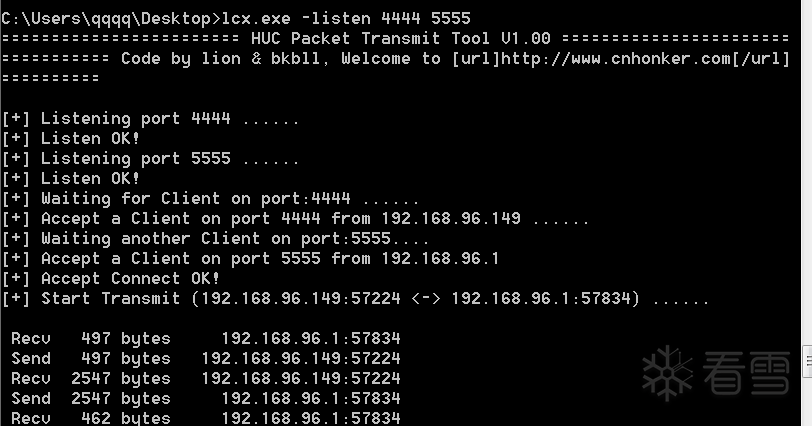 C:\Users\qqqq\Desktop>lcx.exe -listen 4444 5555
======================== HUC Packet Transmit Tool V1.00 =======================
=========== Code by lion & bkbll, Welcome to [url]http://www.cnhonker.com[/url]
==========
[+] Listening port 4444 ......
[+] Listen OK!
[+] Listening port 5555 ......
[+] Listen OK!
[+] Waiting for Client on port:4444 ......
[+] Accept a Client on port 4444 from 192.168.96.149 ......
[+] Waiting another Client on port:5555....
[+] Accept a Client on port 5555 from 192.168.96.1
[+] Accept Connect OK!
[+] Start Transmit (192.168.96.149:57224 <-> 192.168.96.1:57834) ......
Recv   497 bytes     192.168.96.1:57834
Send   497 bytes   192.168.96.149:57224
Recv  2547 bytes   192.168.96.149:57224
Send  2547 bytes     192.168.96.1:57834
Recv   462 bytes     192.168.96.1:57834
看雪